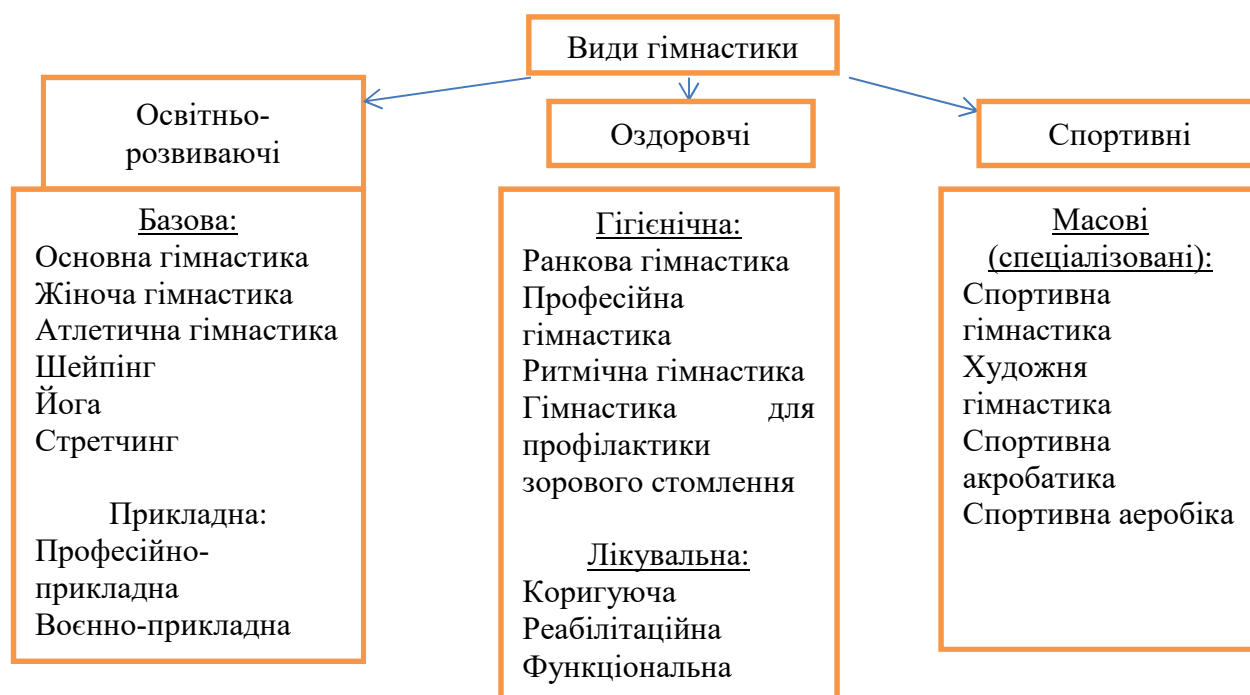 Види гімнастики
Освітньо-
розвиваючі
Оздоровчі
Спортивні
Базова:
Основна гімнастика
Жіноча гімнастика
Атлетична гімнастика
Шейпінг
Йога
Стретчинг
Прикладна:
Професійно-
прикладна
Воєнно-прикладна
Гігієнічна:
Ранкова гімнастика
Професійна
гімнастика
Ритмічна гімнастика
Гімнастика для
профілактики
зорового стомлення
Лікувальна:
Коригуюча
Реабілітаційна
Функціональна
Масові
(спеціалізовані):
Спортивна
гімнастика
Художня
гімнастика
Спортивна
акробатика
Спортивна аеробіка